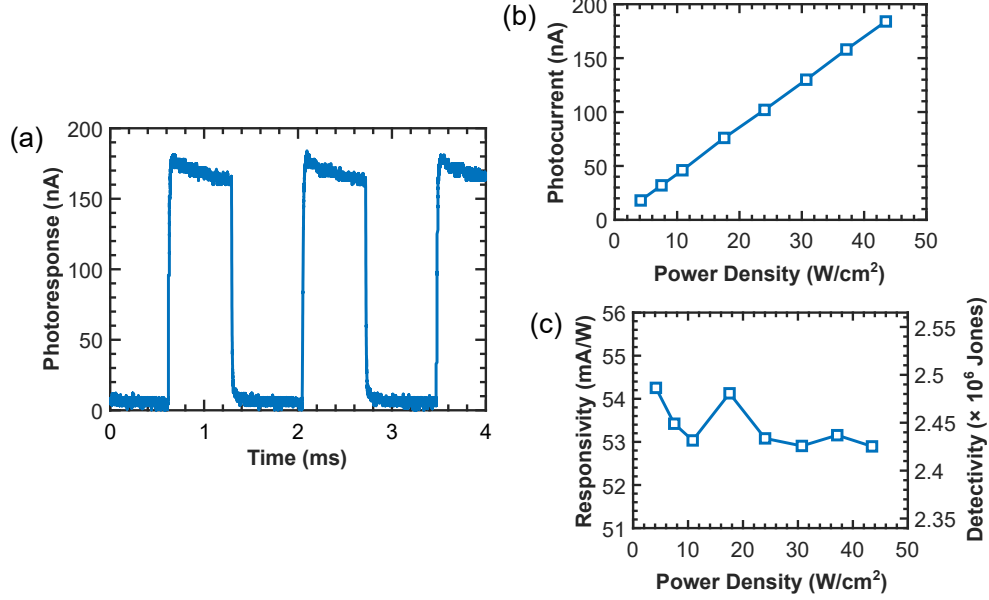 (a)
200
150
100
50
0
Photoresponse (nA)
0 1 2 3 4
Time (ms)
(b)
200
150
100
50
0
Photocurrent (nA)
0 10 20 30 40 50
Power Density (W/cm²)
(c)
56
55
54
53
52
51
Responsivity (mA/W)
2.55
2.5
2.45
2.4
2.35
Detectivity (× 10⁶ Jones)
0 10 20 30 40 50
Power Density (W/cm²)